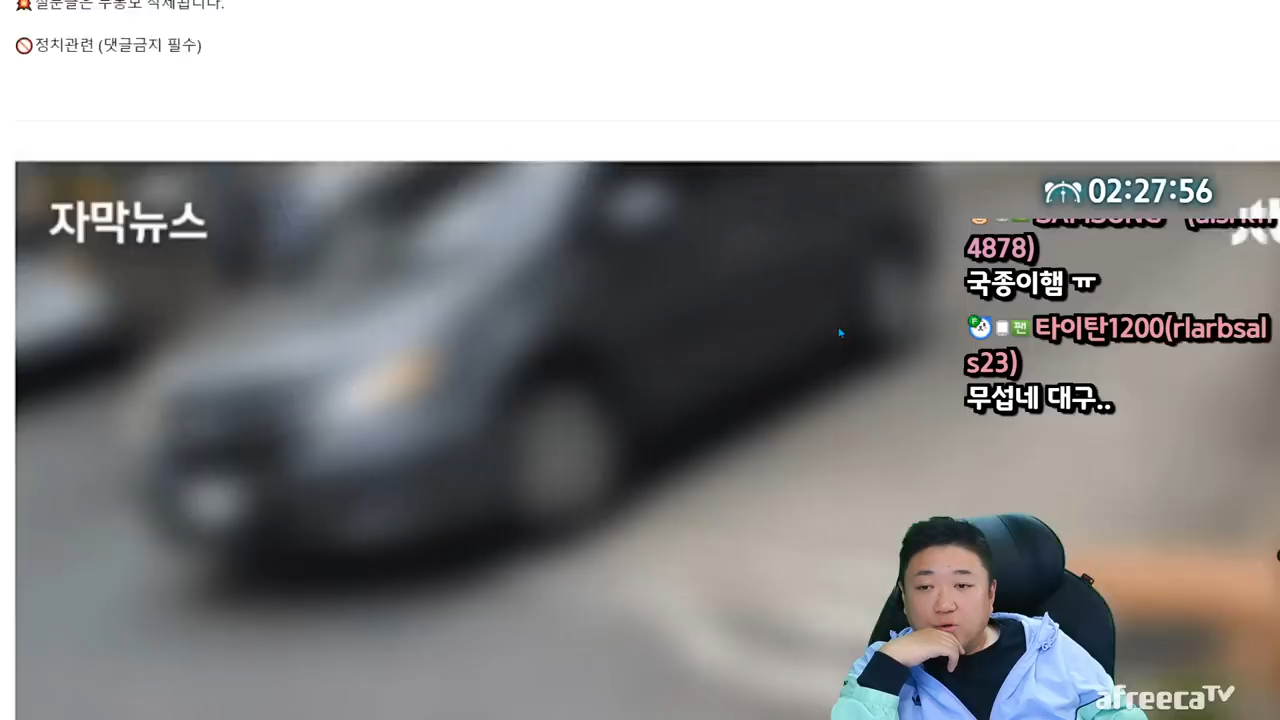 정치관련 (댓글금지 필수)
자막뉴스
02:27:56
4878)
국종이햄 ㅠ
팬 타이탄1200(rlarbsal
s23)
무섭네 대구..
afreecaTV